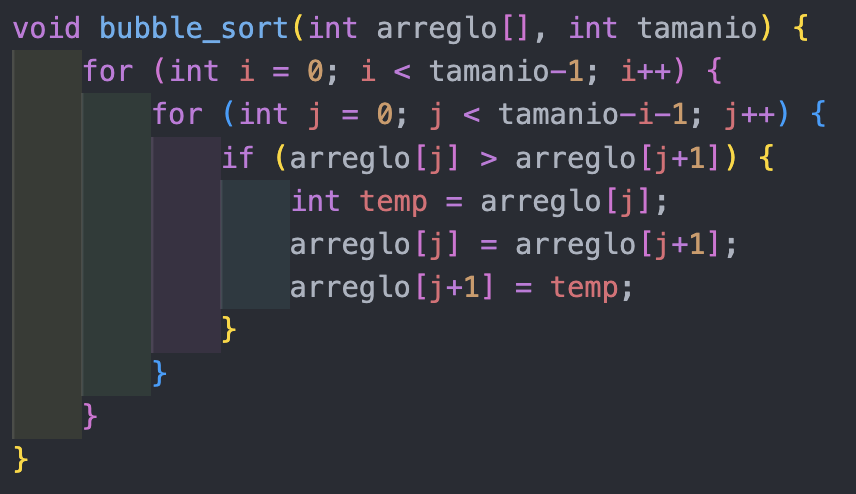 void bubble_sort(int arreglo[], int tamanio) {
    for (int i = 0; i < tamanio-1; i++) {
        for (int j = 0; j < tamanio-i-1; j++) {
            if (arreglo[j] > arreglo[j+1]) {
                int temp = arreglo[j];
                arreglo[j] = arreglo[j+1];
                arreglo[j+1] = temp;
            }
        }
    }
}